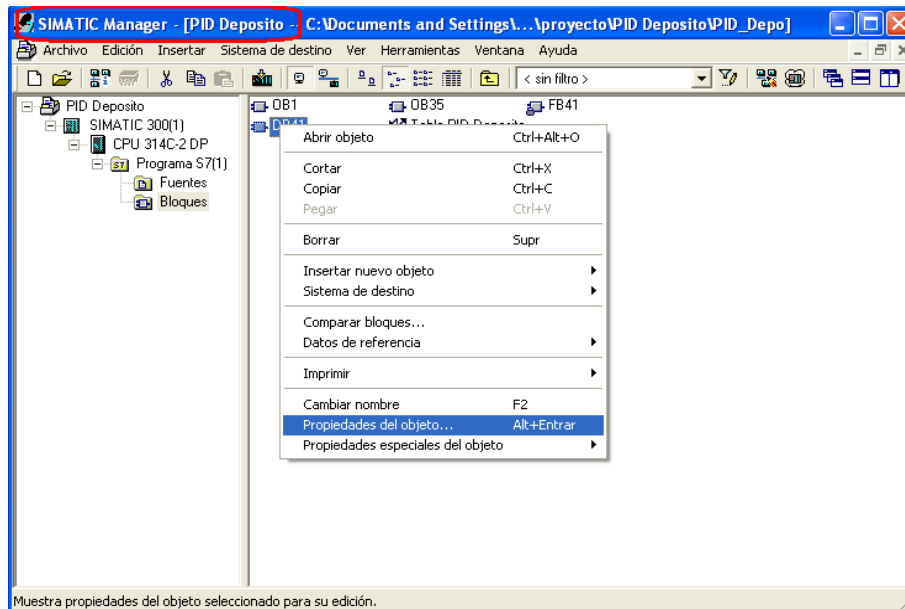 SIMATIC Manager - [PID Deposito -- C:\Documents and Settings\...\proyecto\PID Deposito\PID_Depo]
Archivo Edición Insertar Sistema de destino Ver Herramientas Ventana Ayuda
< sin filtro >
PID Deposito
SIMATIC 300(1)
CPU 314C-2 DP
Programa S7(1)
Fuentes
Bloques
OB1 OB35 FB41
DB41 Tabla PID Deposito
Abrir objeto Ctrl+Alt+O
Cortar Ctrl+X
Copiar Ctrl+C
Pegar Ctrl+V
Borrar Supr
Insertar nuevo objeto
Sistema de destino
Comparar bloques...
Datos de referencia
Imprimir
Cambiar nombre F2
Propiedades del objeto... Alt+Entrar
Propiedades especiales del objeto
Muestra propiedades del objeto seleccionado para su edición.